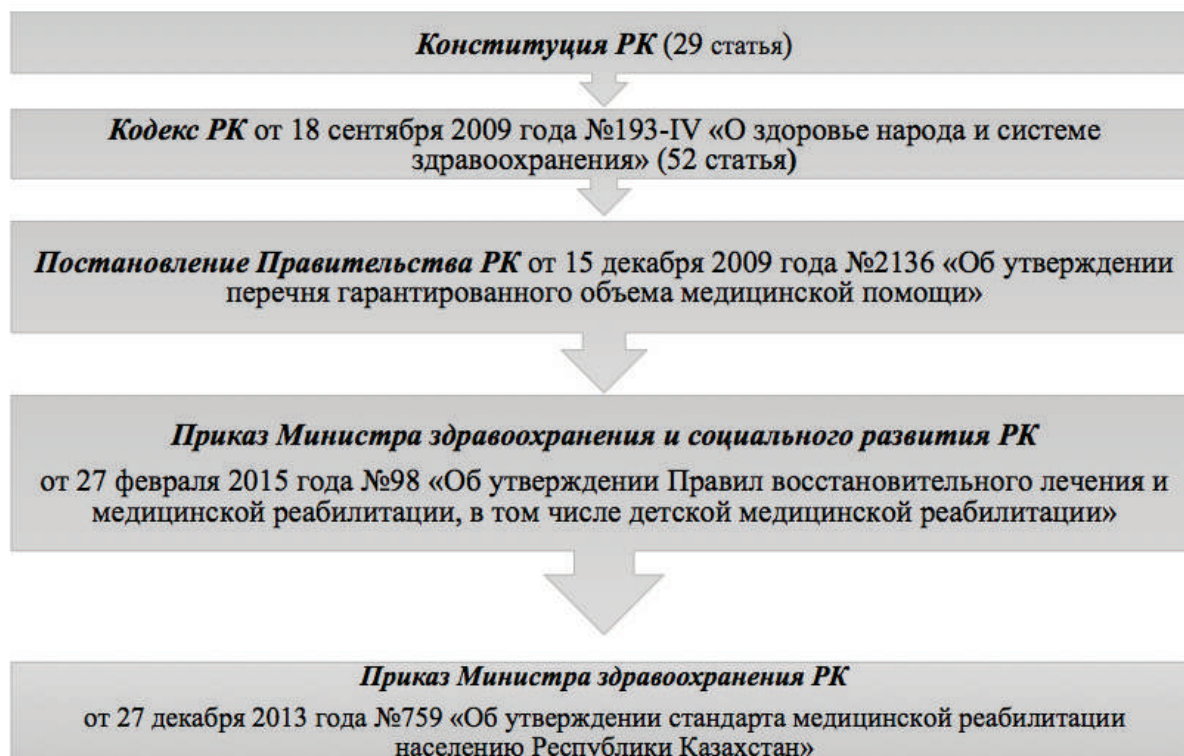 Конституция РК (29 статья)
Кодекс РК от 18 сентября 2009 года №193-IV «О здоровье народа и системе
здравоохранения» (52 статья)
Постановление Правительства РК от 15 декабря 2009 года №2136 «Об утверждении
перечня гарантированного объема медицинской помощи»
Приказ Министра здравоохранения и социального развития РК
от 27 февраля 2015 года №98 «Об утверждении Правил восстановительного лечения и
медицинской реабилитации, в том числе детской медицинской реабилитации»
Приказ Министра здравоохранения РК
от 27 декабря 2013 года №759 «Об утверждении стандарта медицинской реабилитации
населению Республики Казахстан»